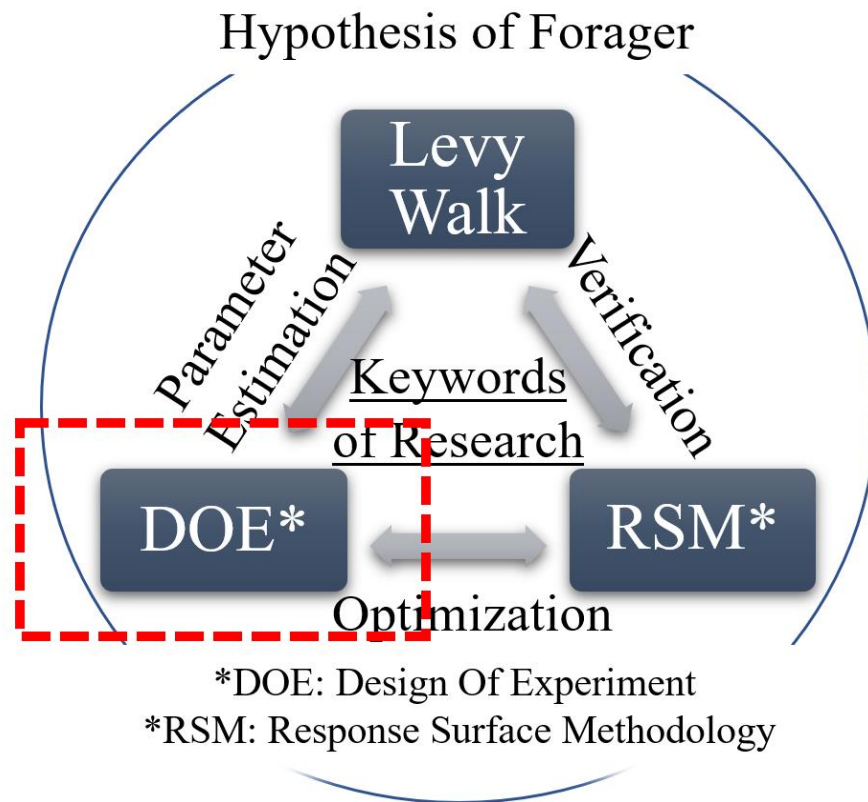 Hypothesis of Forager
Levy
Walk
Parameter
Estimation
Verification
Keywords
of Research
DOE*
RSM*
Optimization
*DOE: Design Of Experiment
*RSM: Response Surface Methodology